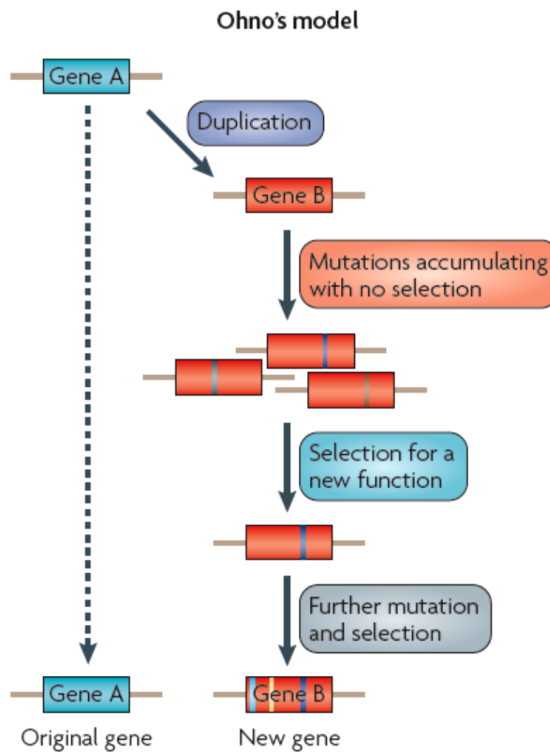 Ohno's model
Gene A
Duplication
Gene B
Mutations accumulating
with no selection
Selection for a
new function
Further mutation
and selection
Gene A
Gene B
Original gene
New gene